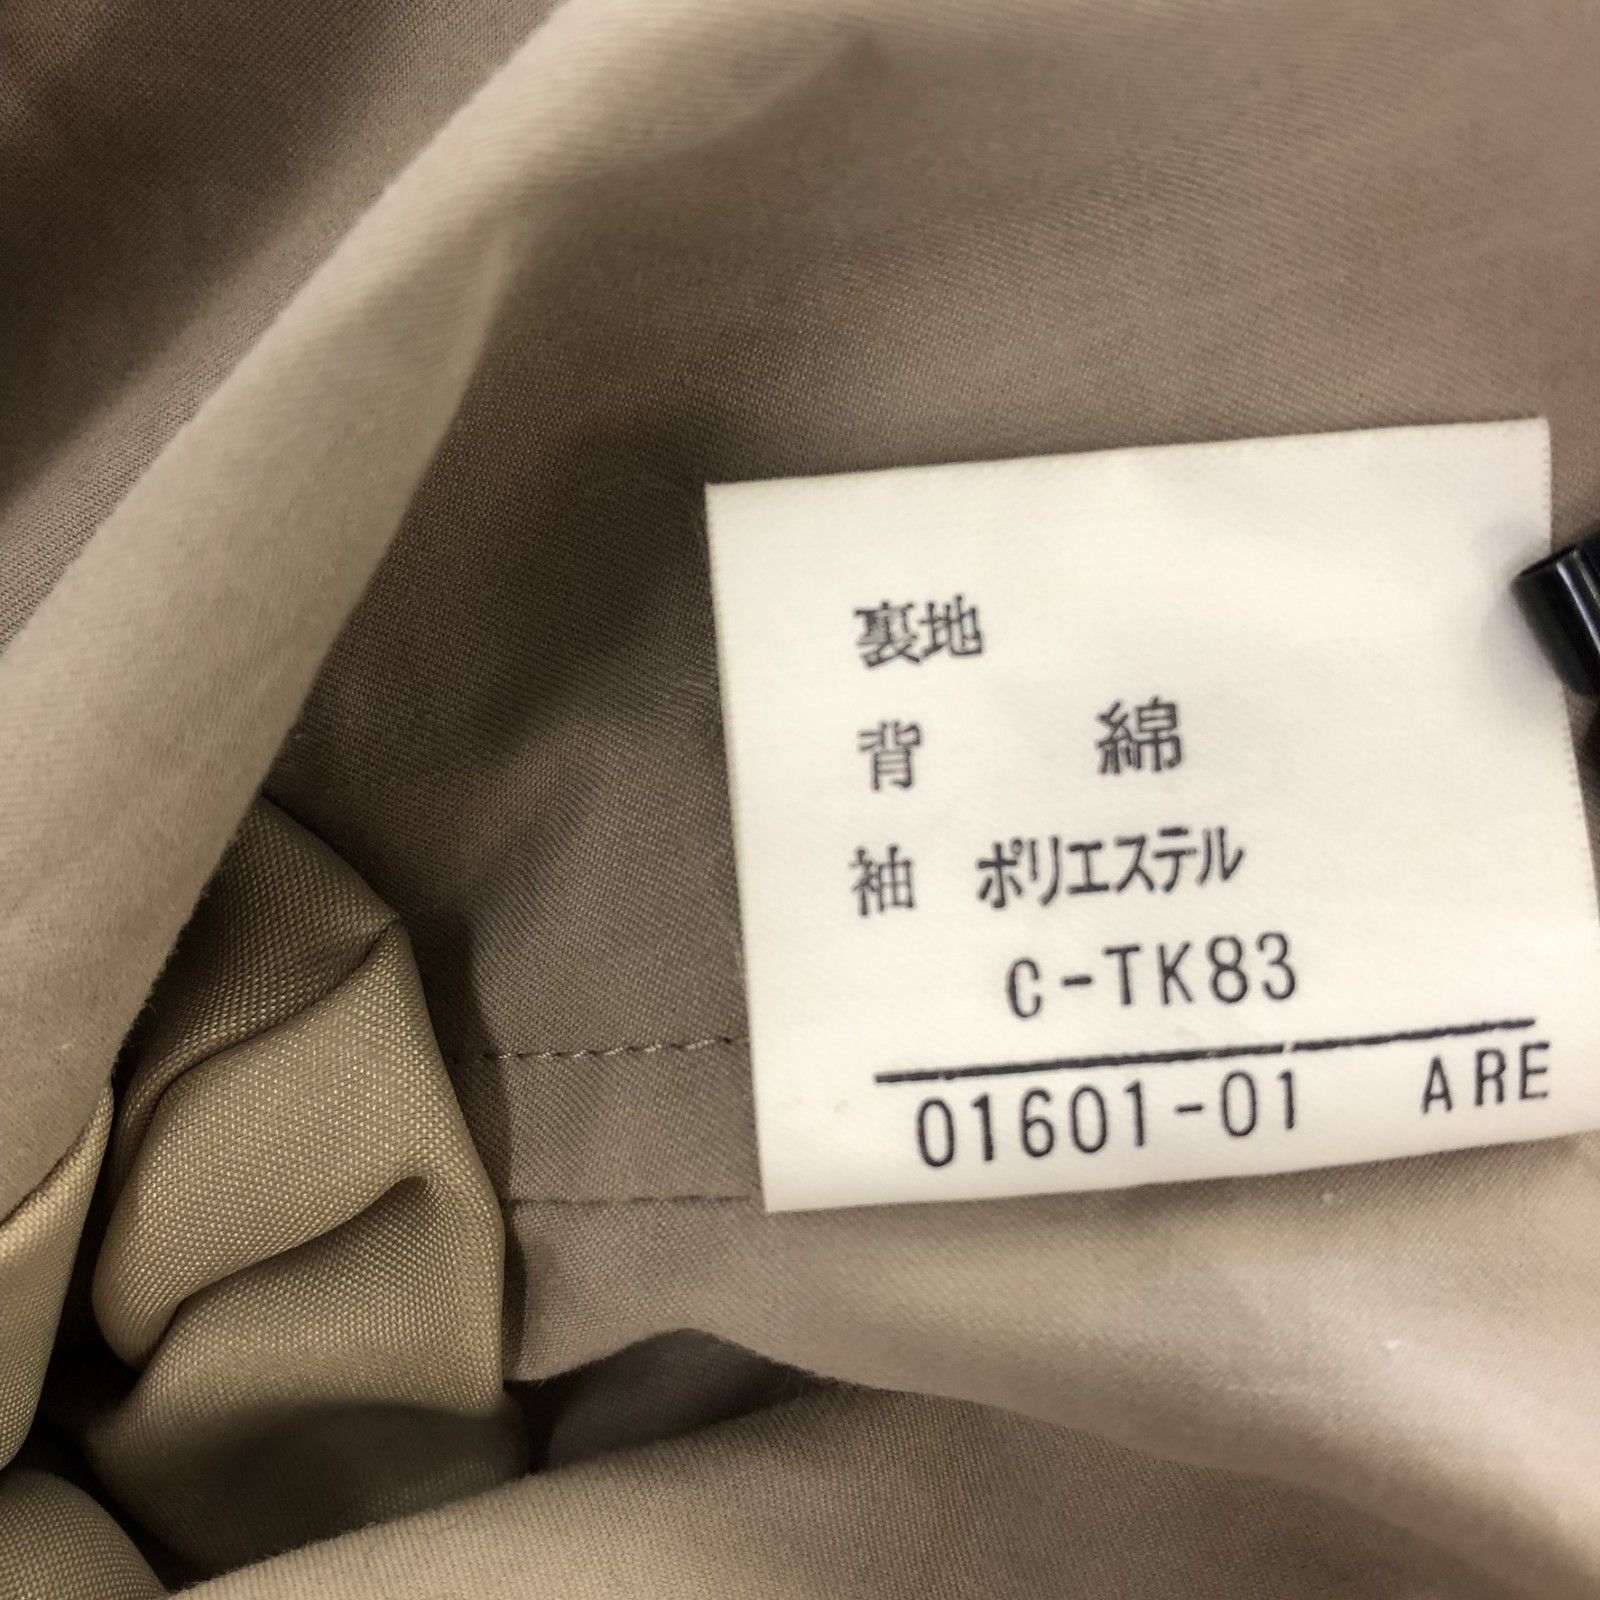 裏地
背 綿
袖 ポリエステル
C-TK83
01601-01 ARE